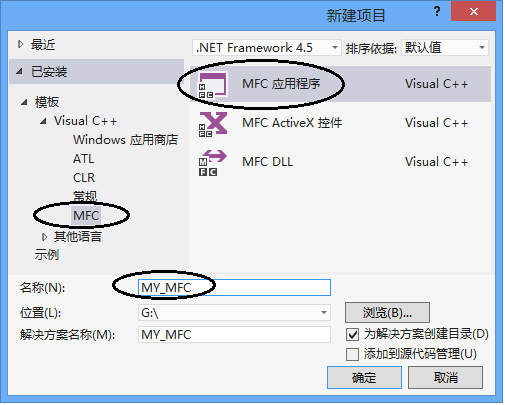 新建项目
? ×
最近
.NET Framework 4.5 排序依据: 默认值
已安装
模板
Visual C++
Windows 应用商店
ATL
CLR
常规
MFC
其他语言
示例
MFC 应用程序 Visual C++
MFC ActiveX 控件 Visual C++
MFC DLL Visual C++
名称(N): MY_MFC
位置(L): G:\ 浏览(B)...
解决方案名称(M): MY_MFC 为解决方案创建目录(D)
添加到源代码管理(U)
确定 取消